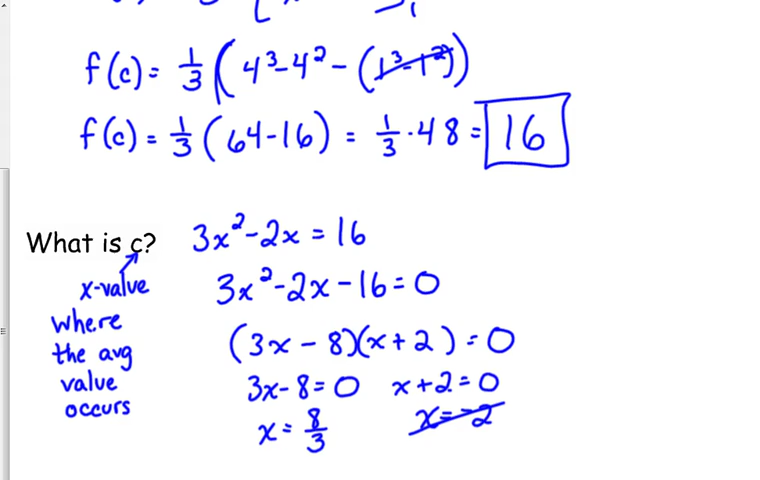 f(c) = 1/3 (4³-4² - (1³-1²))
f(c) = 1/3 (64-16) = 1/3 · 48 = 16
What is c? 3x²-2x = 16
x-value 3x²-2x-16=0
where
the avg (3x - 8)(x+2) = 0
value 3x-8=0 x+2=0
occurs x = 8/3 x=-2